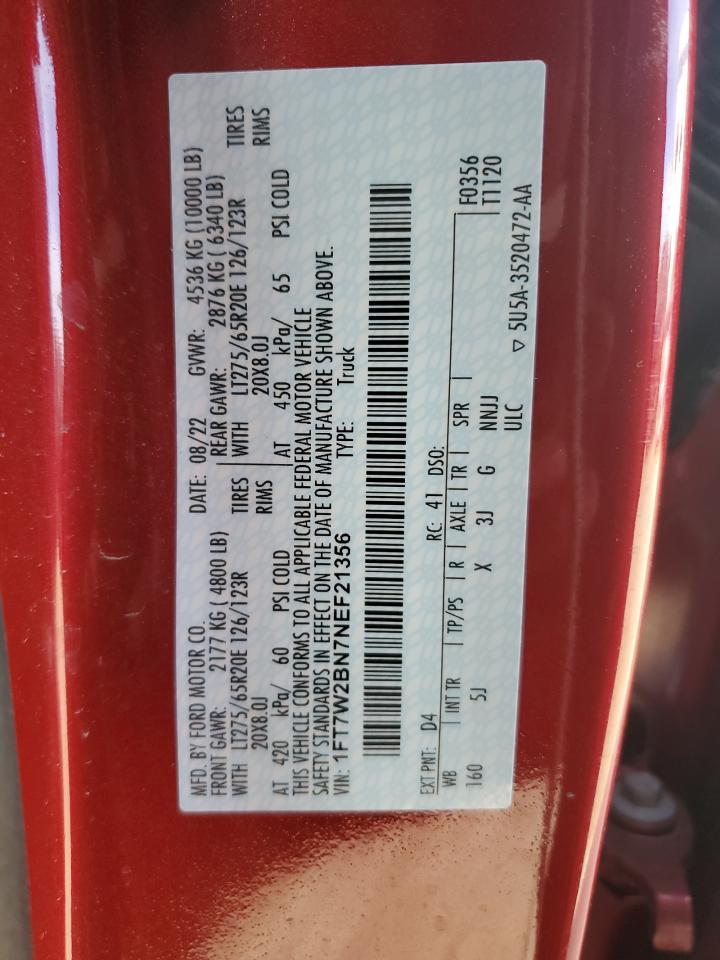 MFD. BY FORD MOTOR CO. DATE: 08/22 GVWR: 4536 KG (10000 LB)
FRONT GAWR: 2177 KG ( 4800 LB) REAR GAWR: 2876 KG ( 6340 LB)
WITH LT275/65R20E 126/123R TIRES WITH LT275/65R20E 126/123R TIRES
20X8.0J RIMS 20X8.0J RIMS
AT 420 kPa/ 60 PSI COLD AT 450 kPa/ 65 PSI COLD
THIS VEHICLE CONFORMS TO ALL APPLICABLE FEDERAL MOTOR VEHICLE
SAFETY STANDARDS IN EFFECT ON THE DATE OF MANUFACTURE SHOWN ABOVE.
VIN: 1FT7W2BN7NEF21356 TYPE: Truck
EXT PNT: D4 RC: 41 DSO: F0356
WB INT TR TP/PS R AXLE TR SPR T1120
160 5J X 3J G NNJJ
ULC ▽ 5U5A-3520472-AA